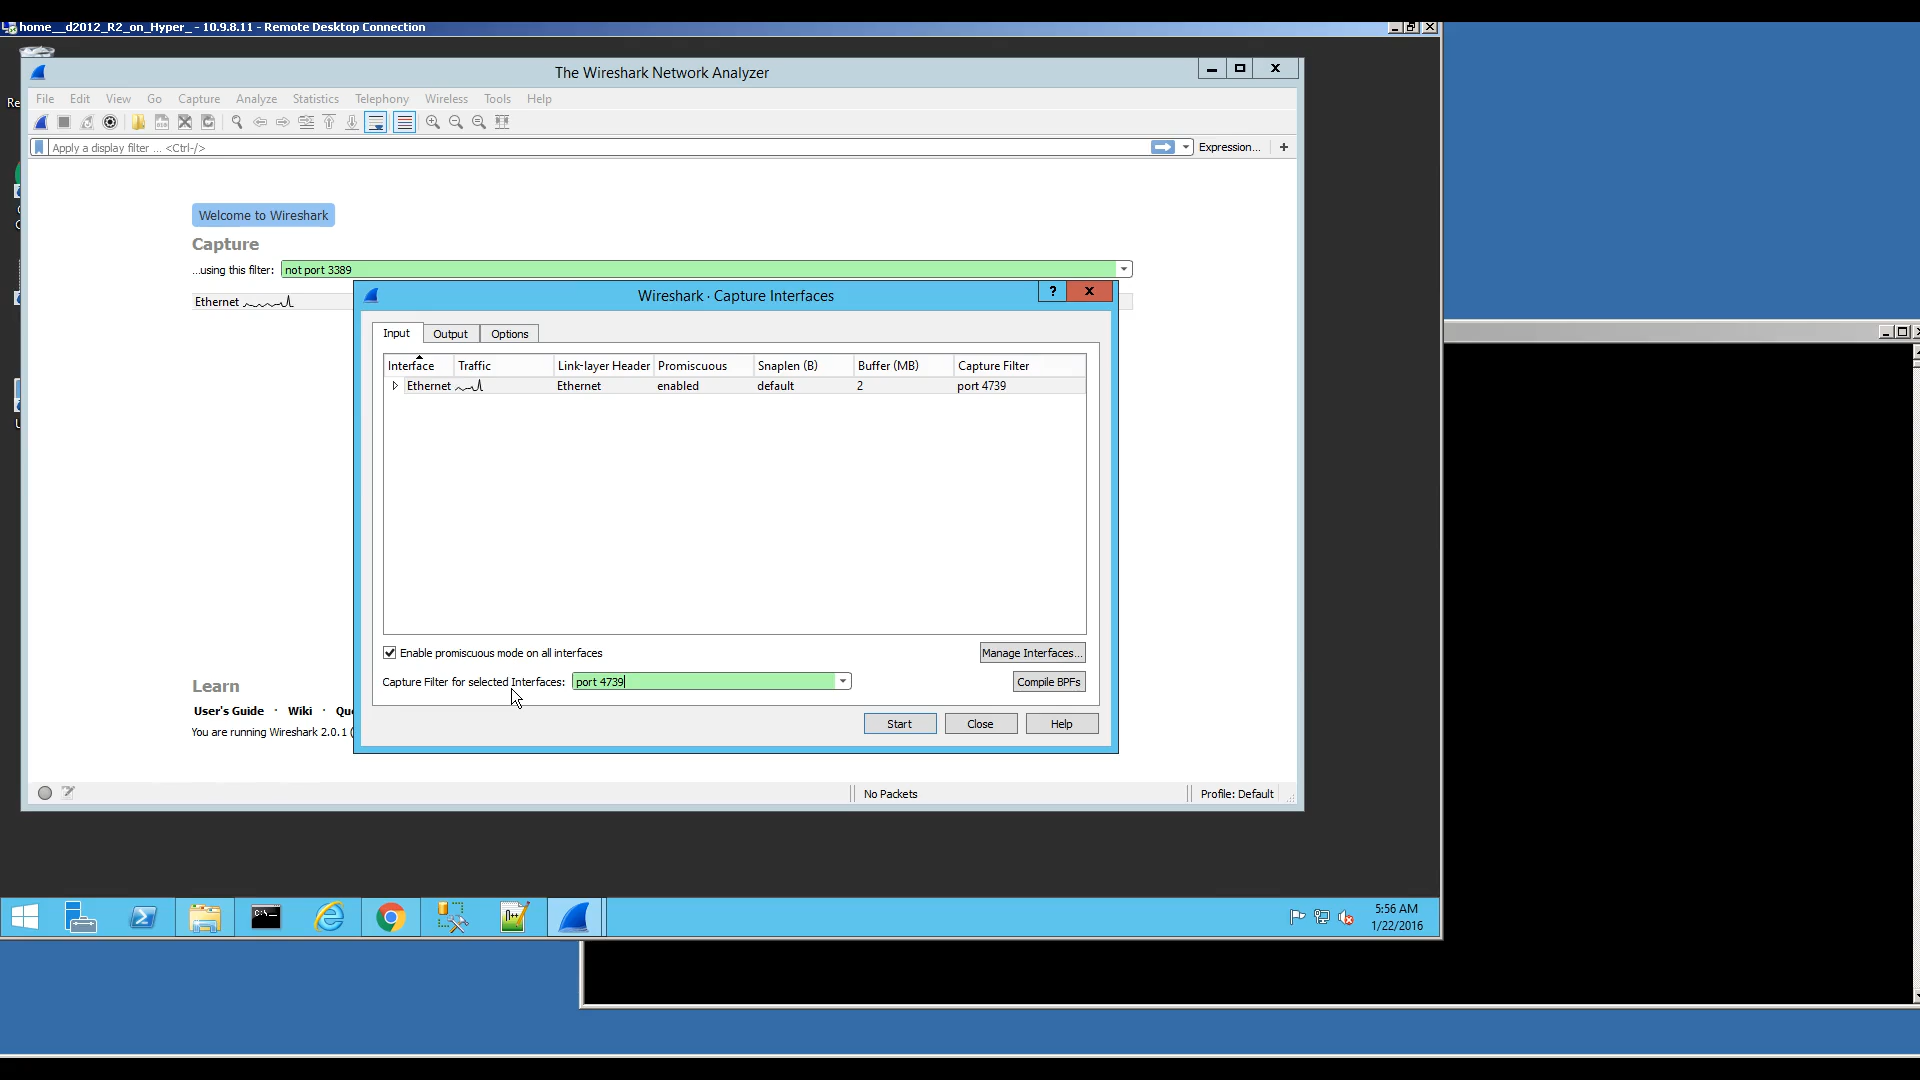 home__d2012_R2_on_Hyper_ - 10.9.8.11 - Remote Desktop Connection
The Wireshark Network Analyzer
File Edit View Go Capture Analyze Statistics Telephony Wireless Tools Help
Apply a display filter ... <Ctrl-/>
Expression... +
Welcome to Wireshark
Capture
...using this filter: not port 3389
Ethernet
Wireshark · Capture Interfaces
?
Input Output Options
Interface Traffic Link-layer Header Promiscuous Snaplen (B) Buffer (MB) Capture Filter
Ethernet Ethernet enabled default 2 port 4739
Enable promiscuous mode on all interfaces
Manage Interfaces...
Capture Filter for selected Interfaces: port 4739
Compile BPFs
Start Close Help
Learn
User's Guide · Wiki ·
You are running Wireshark 2.0.1 (
No Packets
Profile: Default
5:56 AM
1/22/2016